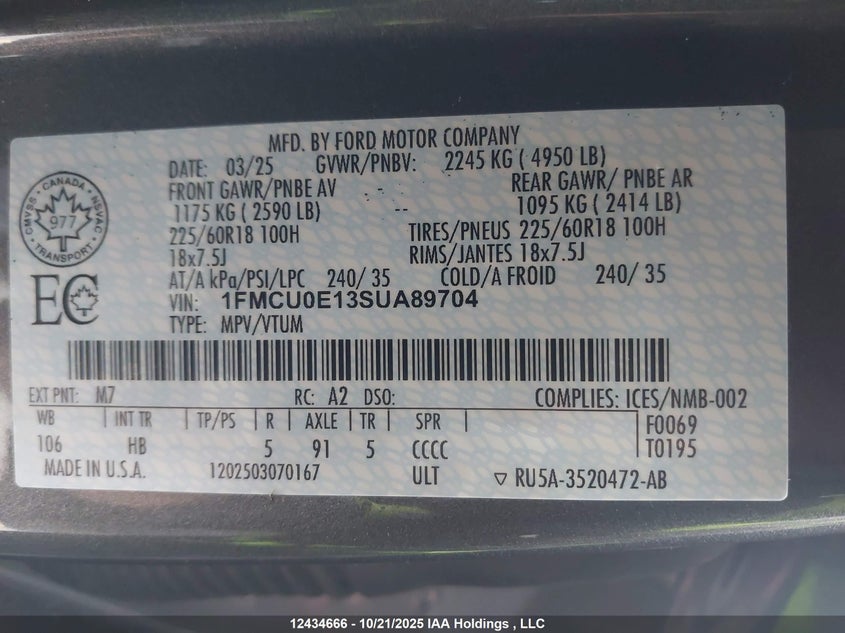 MFD. BY FORD MOTOR COMPANY
DATE: 03/25 GVWR/PNBV: 2245 KG ( 4950 LB)
FRONT GAWR/PNBE AV - - REAR GAWR/ PNBE AR
1175 KG ( 2590 LB) -- 1095 KG ( 2414 LB)
225/60R18 100H TIRES/PNEUS 225/60R18 100H
18x7.5J RIMS/JANTES 18x7.5J
AT/A kPa/PSI/LPC 240/ 35 COLD/A FROID 240/ 35
VIN: 1FMCU0E13SUA89704
TYPE: MPV/VTUM
CANADA
CMVSS NSVAC
977
TRANSPORT
EC
EXT PNT: M7 RC: A2 DSO: COMPLIES: ICES/NMB-002
WB INT TR TP/PS R AXLE TR SPR F0069
106 HB 5 91 5 CCCC T0195
MADE IN U.S.A. 1202503070167 ULT ▽ RU5A-3520472-AB
12434666 - 10/21/2025 IAA Holdings , LLC